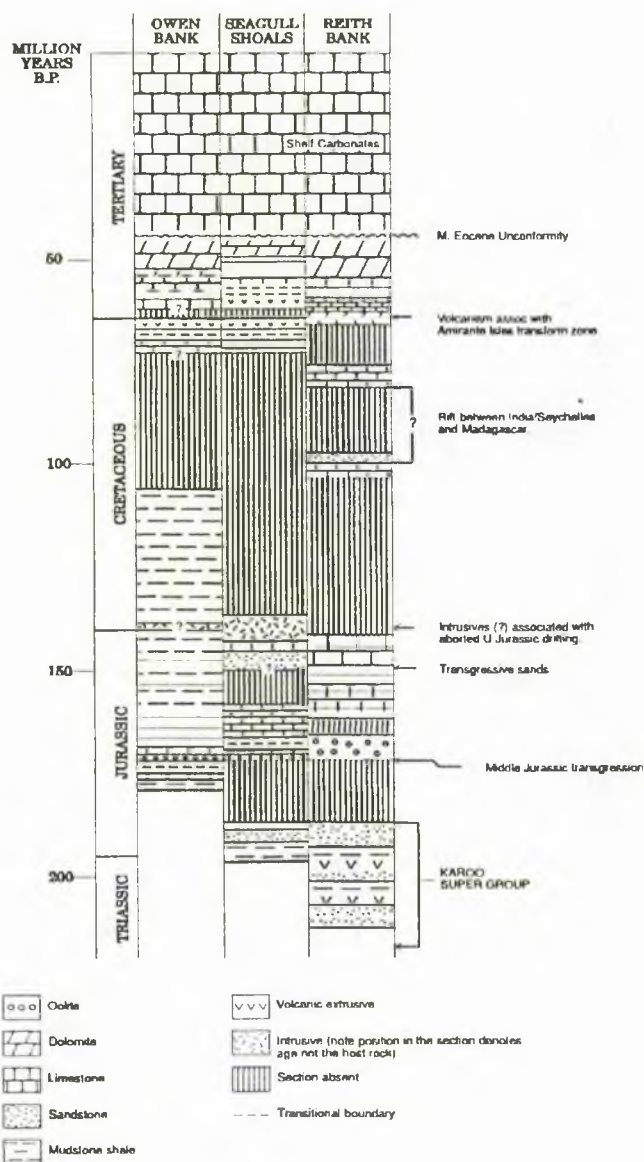 OWEN BANK
SEAGULL SHOALS
REITH BANK
MILLION YEARS B.P.
TERTIARY
Shelf Carbonates
M. Eocene Unconformity
50
?
Volcanism assoc with
Amirante Isles transform zone
?
?
Rift between India/Seychelles
and Madagascar
100
CRETACEOUS
?
Intrusives (?) associated with
aborted U Jurassic drifting.
150
Transgressive sands
JURASSIC
Middle Jurassic transgression
200
KAROO
SUPER GROUP
TRIASSIC
Oolite
Dolomite
Limestone
Sandstone
Mudstone shale
Volcanic extrusive
Intrusive (note position in the section denotes
age not the host rock)
Section absent
Transitional boundary